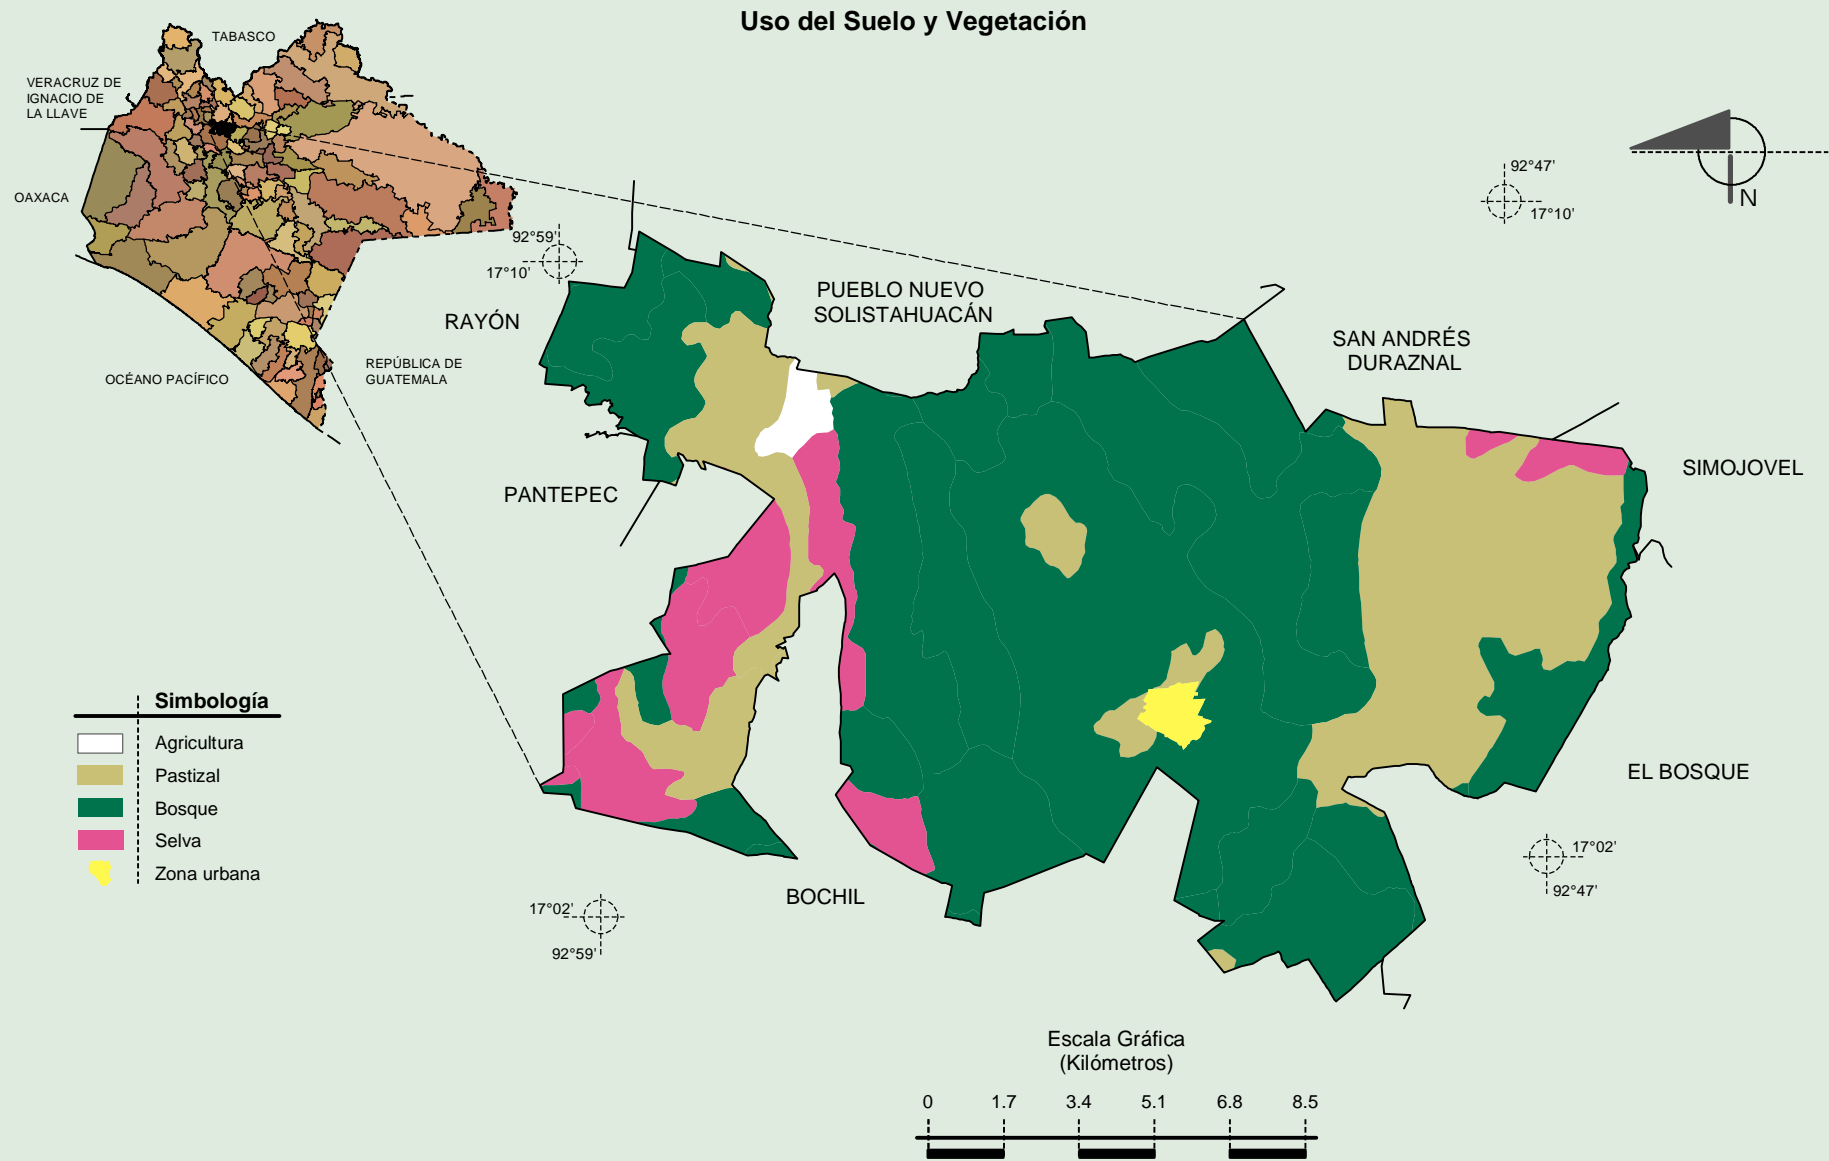 Uso del Suelo y Vegetación
TABASCO
VERACRUZ DE
IGNACIO DE
LA LLAVE
OAXACA
OCÉANO PACÍFICO
REPÚBLICA DE
GUATEMALA
92°59'
17°10'
92°47'
17°10'
N
RAYÓN
PUEBLO NUEVO
SOLISTAHUACÁN
SAN ANDRÉS
DURAZNAL
SIMOJOVEL
PANTEPEC
EL BOSQUE
BOCHIL
17°02'
92°59'
17°02'
92°47'
Simbología
Agricultura
Pastizal
Bosque
Selva
Zona urbana
Escala Gráfica
(Kilómetros)
0 1.7 3.4 5.1 6.8 8.5